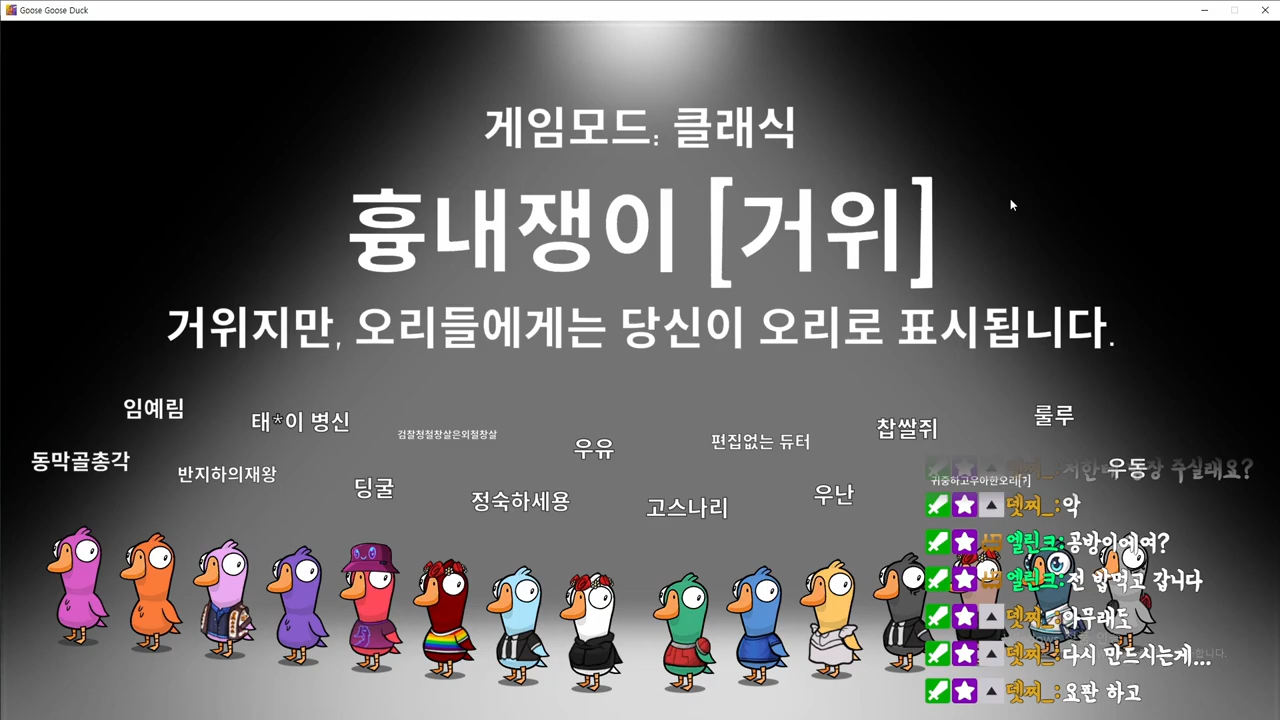 Goose Goose Duck
게임모드: 클래식
흉내쟁이 [거위]
거위지만, 오리들에게는 당신이 오리로 표시됩니다.
임예림
태*이 병신
검찰청철창살은외철창살
우유
편집없는 듀터
찹쌀쥐
룰루
동막골총각
반지하의재왕
딩굴
정숙하세용
고스나리
우난
귀중하고우아한오리[?]
우동
주실래요?
뎃찌_:악
엘린크:공방이에여?
엘린크:전 밥먹고 갑니다
뎃찌_:아무래도
뎃찌_:다시 만드시는게...
뎃찌_:요판 하고